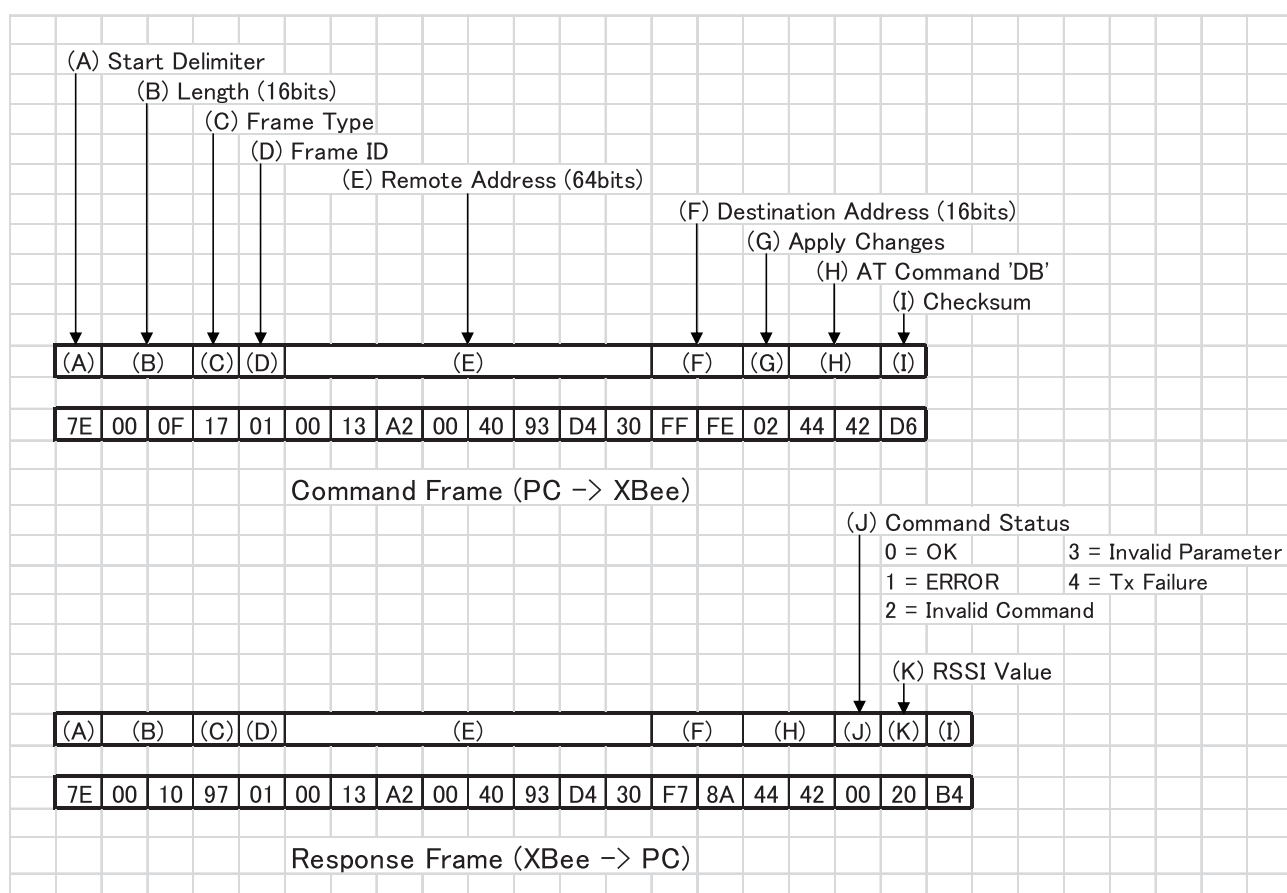 (A) Start Delimiter
(B) Length (16bits)
(C) Frame Type
(D) Frame ID
(E) Remote Address (64bits)
(F) Destination Address (16bits)
(G) Apply Changes
(H) AT Command 'DB'
(I) Checksum
(A) (B) (C) (D) (E) (F) (G) (H) (I)
7E 00 0F 17 01 00 13 A2 00 40 93 D4 30 FF FE 02 44 42 D6
Command Frame (PC -> XBee)
(J) Command Status
0 = OK 3 = Invalid Parameter
1 = ERROR 4 = Tx Failure
2 = Invalid Command
(K) RSSI Value
(A) (B) (C) (D) (E) (F) (H) (J) (K) (I)
7E 00 10 97 01 00 13 A2 00 40 93 D4 30 F7 8A 44 42 00 20 B4
Response Frame (XBee -> PC)